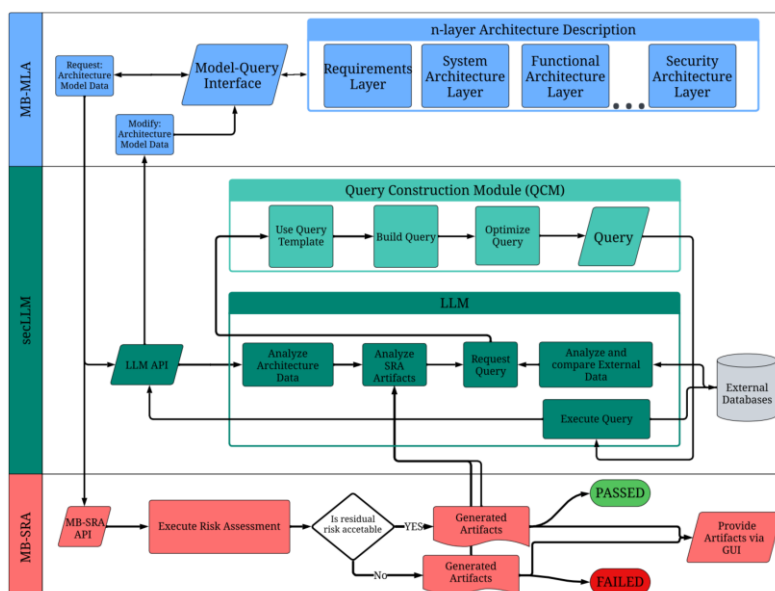 MB-MLA
Request:
Architecture
Model Data
Model-Query
Interface
n-layer Architecture Description
Requirements
Layer
System
Architecture
Layer
Functional
Architecture
Layer
Security
Architecture
Layer
Modify:
Architecture
Model Data
secLLM
Query Construction Module (QCM)
Use Query
Template
Build Query
Optimize
Query
Query
LLM
LLM API
Analyze
Architecture
Data
Analyze
SRA
Artifacts
Request
Query
Analyze and
compare External
Data
External
Databases
Execute Query
MB-SRA
MB-SRA
API
Execute Risk Assessment
Is residual
risk accetable
YES
Generated
Artifacts
PASSED
Provide
Artifacts via
GUI
No
Generated
Artifacts
FAILED